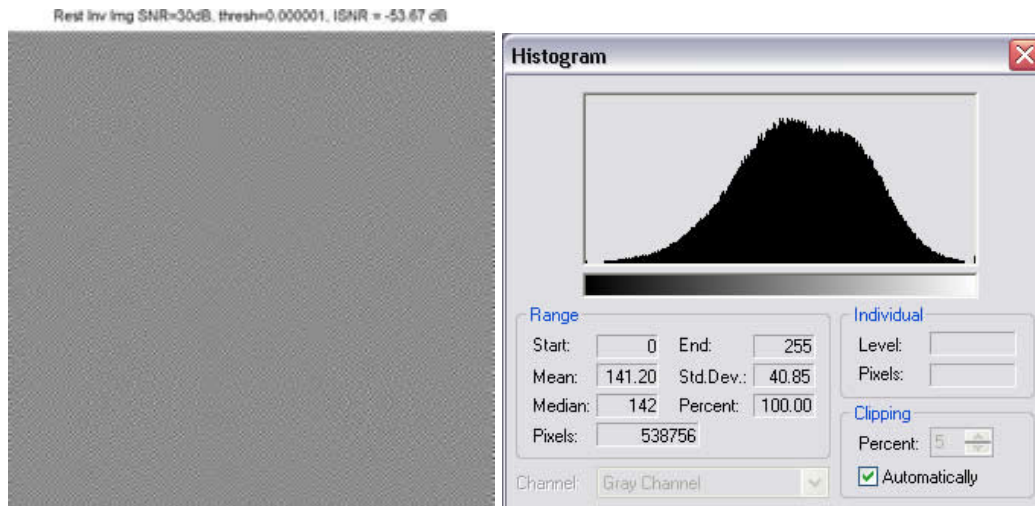 Rest Inv Img SNR=30dB, thresh=0.000001, ISNR = -53.67 dB
Histogram
Range
Start: 0 End: 255
Mean: 141.20 Std.Dev.: 40.85
Median: 142 Percent: 100.00
Pixels: 538756
Individual
Level:
Pixels:
Clipping
Percent: 5
Automatically
Channel: Gray Channel